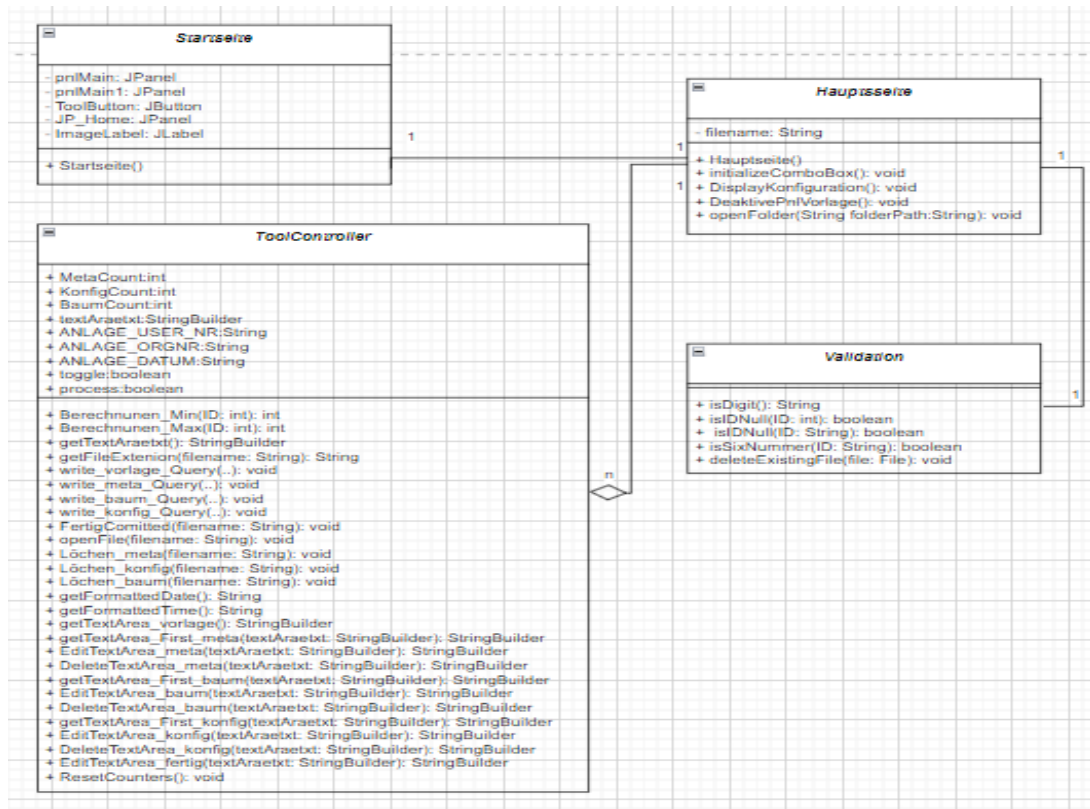 Startseite
- pnlMain: JPanel
- pnlMain1: JPanel
- ToolButton: JButton
- JP_Home: JPanel
- ImageLabel: JLabel
+ Startseite()
1
1
1
Hauptsseite
- filename: String
+ Hauptseite()
+ initializeComboBox(): void
+ DisplayKonfiguration(): void
+ DeaktivePnlVorlage(): void
+ openFolder(String folderPath:String): void
1
ToolController
+ MetaCount:int
+ KonfigCount:int
+ BaumCount:int
+ textAraetxt:StringBuilder
+ ANLAGE_USER_NR:String
+ ANLAGE_ORGNR:String
+ ANLAGE_DATUM:String
+ toggle:boolean
+ process:boolean
+ Berechnunen_Min(ID: int): int
+ Berechnunen_Max(ID: int): int
+ getTextAraetxt(): StringBuilder
+ getFileExtenion(filename: String): String
+ write_vorlage_Query(..): void
+ write_meta_Query(..): void
+ write_baum_Query(..): void
+ write_konfig_Query(..): void
+ FertigComitted(filename: String): void
+ openFile(filename: String): void
+ Löchen_meta(filename: String): void
+ Löchen_konfig(filename: String): void
+ Löchen_baum(filename: String): void
+ getFormattedDate(): String
+ getFormattedTime(): String
+ getTextArea_vorlage(): StringBuilder
+ getTextArea_First_meta(textAraetxt: StringBuilder): StringBuilder
+ EditTextArea_meta(textAraetxt: StringBuilder): StringBuilder
+ DeleteTextArea_meta(textAraetxt: StringBuilder): StringBuilder
+ getTextArea_First_baum(textAraetxt: StringBuilder): StringBuilder
+ EditTextArea_baum(textAraetxt: StringBuilder): StringBuilder
+ DeleteTextArea_baum(textAraetxt: StringBuilder): StringBuilder
+ getTextArea_First_konfig(textAraetxt: StringBuilder): StringBuilder
+ EditTextArea_konfig(textAraetxt: StringBuilder): StringBuilder
+ DeleteTextArea_konfig(textAraetxt: StringBuilder): StringBuilder
+ EditTextArea_fertig(textAraetxt: StringBuilder): StringBuilder
+ ResetCounters(): void
n
Validation
+ isDigit(): String
+ isIDNull(ID: int): boolean
+ isIDNull(ID: String): boolean
+ isSixNummer(ID: String): boolean
+ deleteExistingFile(file: File): void
1